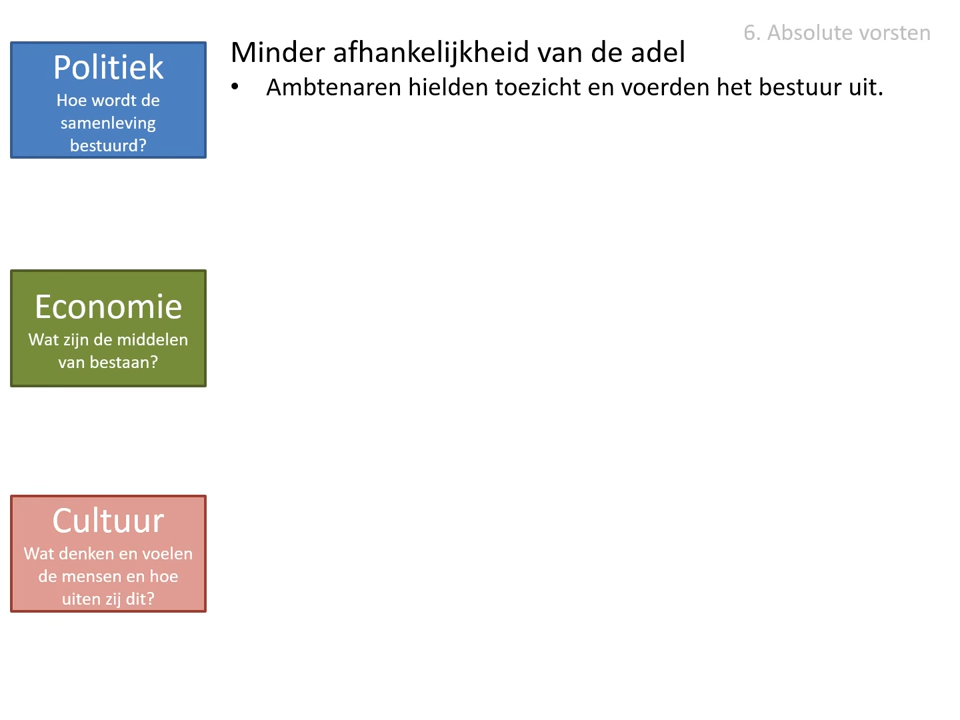 6. Absolute vorsten
Politiek
Hoe wordt de
samenleving
bestuurd?
Minder afhankelijkheid van de adel
• Ambtenaren hielden toezicht en voerden het bestuur uit.
Economie
Wat zijn de middelen
van bestaan?
Cultuur
Wat denken en voelen
de mensen en hoe
uiten zij dit?